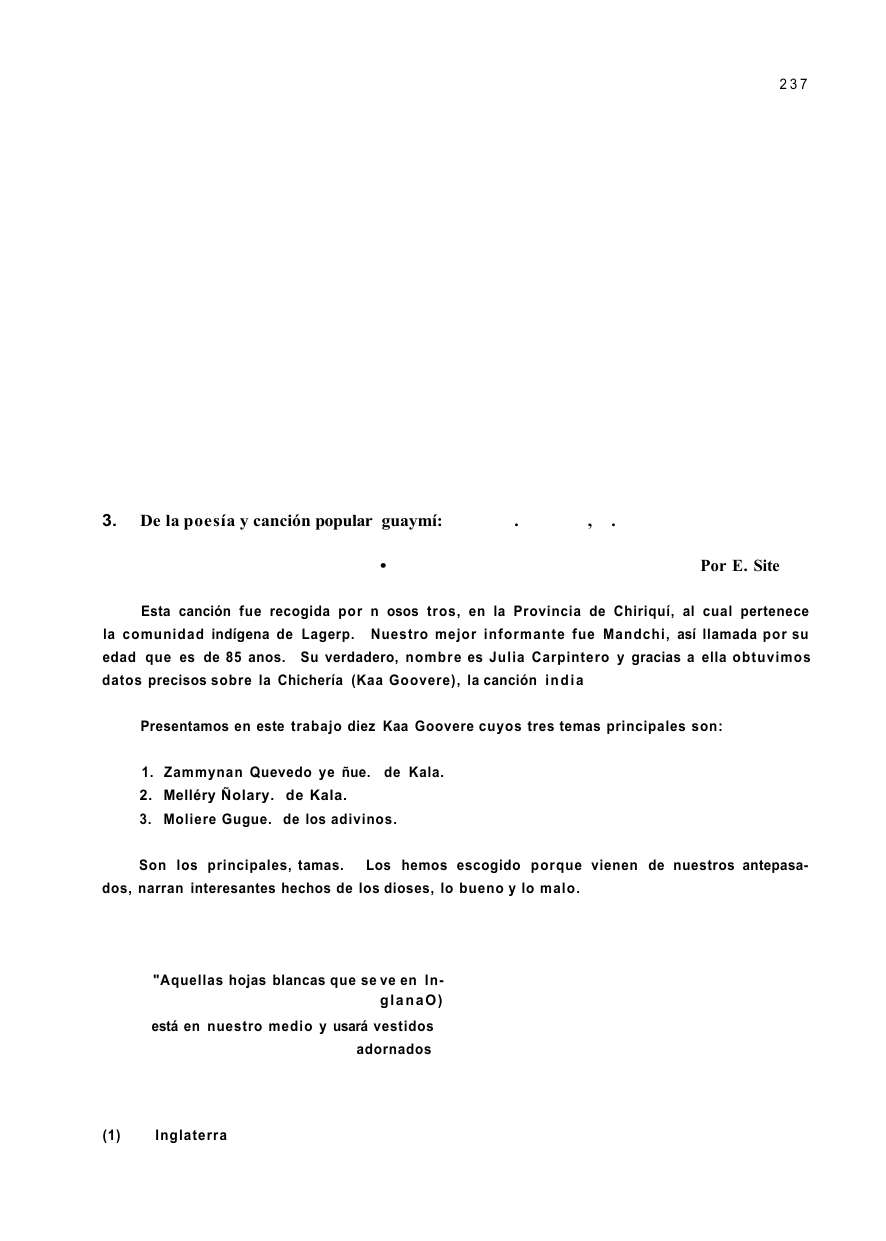 237
3. De la poesía y canción popular guaymí: . , .
• Por E. Site
Esta canción fue recogida por n osos tros, en la Provincia de Chiriquí, al cual pertenece
la comunidad indígena de Lagerp. Nuestro mejor informante fue Mandchi, así llamada por su
edad que es de 85 anos. Su verdadero, nombre es Julia Carpintero y gracias a ella obtuvimos
datos precisos sobre la Chichería (Kaa Goovere), la canción india
Presentamos en este trabajo diez Kaa Goovere cuyos tres temas principales son:
1. Zammynan Quevedo ye ñue. de Kala.
2. Melléry Ñolary. de Kala.
3. Moliere Gugue. de los adivinos.
Son los principales, tamas. Los hemos escogido porque vienen de nuestros antepasa-
dos, narran interesantes hechos de los dioses, lo bueno y lo malo.
"Aquellas hojas blancas que se ve en In-
glanaO)
está en nuestro medio y usará vestidos
adornados
(1) Inglaterra